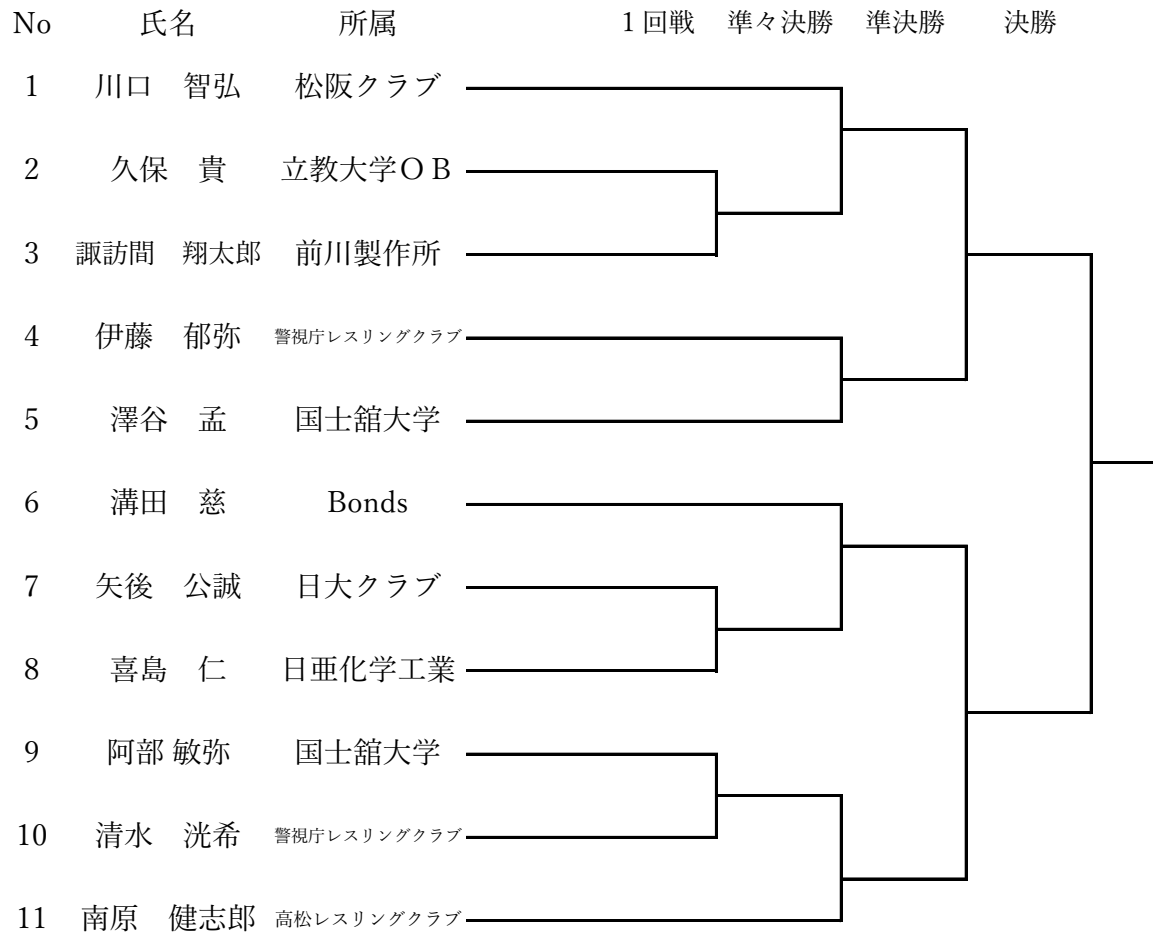 No 氏名 所属 1回戦 準々決勝 準決勝 決勝
1 川口 智弘 松阪クラブ
2 久保 貴 立教大学ＯＢ
3 諏訪間 翔太郎 前川製作所
4 伊藤 郁弥 警視庁レスリングクラブ
5 澤谷 孟 国士舘大学
6 溝田 慈 Bonds
7 矢後 公誠 日大クラブ
8 喜島 仁 日亜化学工業
9 阿部 敏弥 国士舘大学
10 清水 洸希 警視庁レスリングクラブ
11 南原 健志郎 高松レスリングクラブ